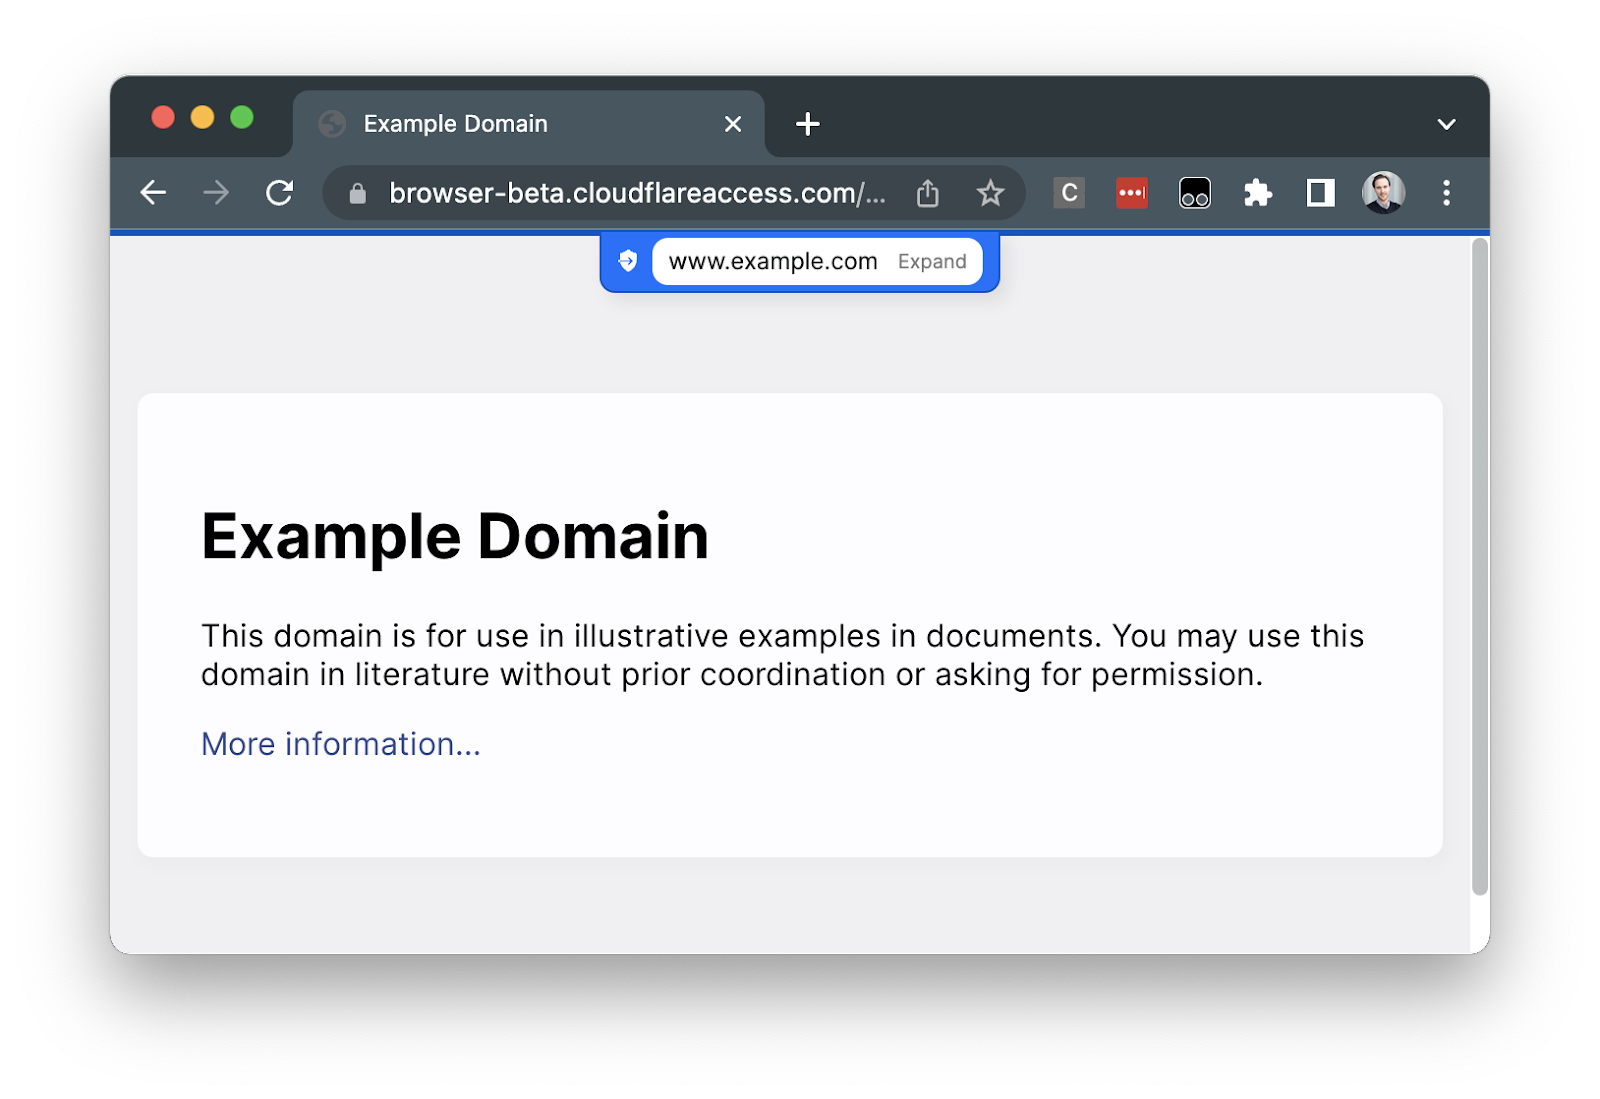 Example Domain
browser-beta.cloudflareaccess.com/...
C
www.example.com Expand
Example Domain
This domain is for use in illustrative examples in documents. You may use this
domain in literature without prior coordination or asking for permission.
More information...